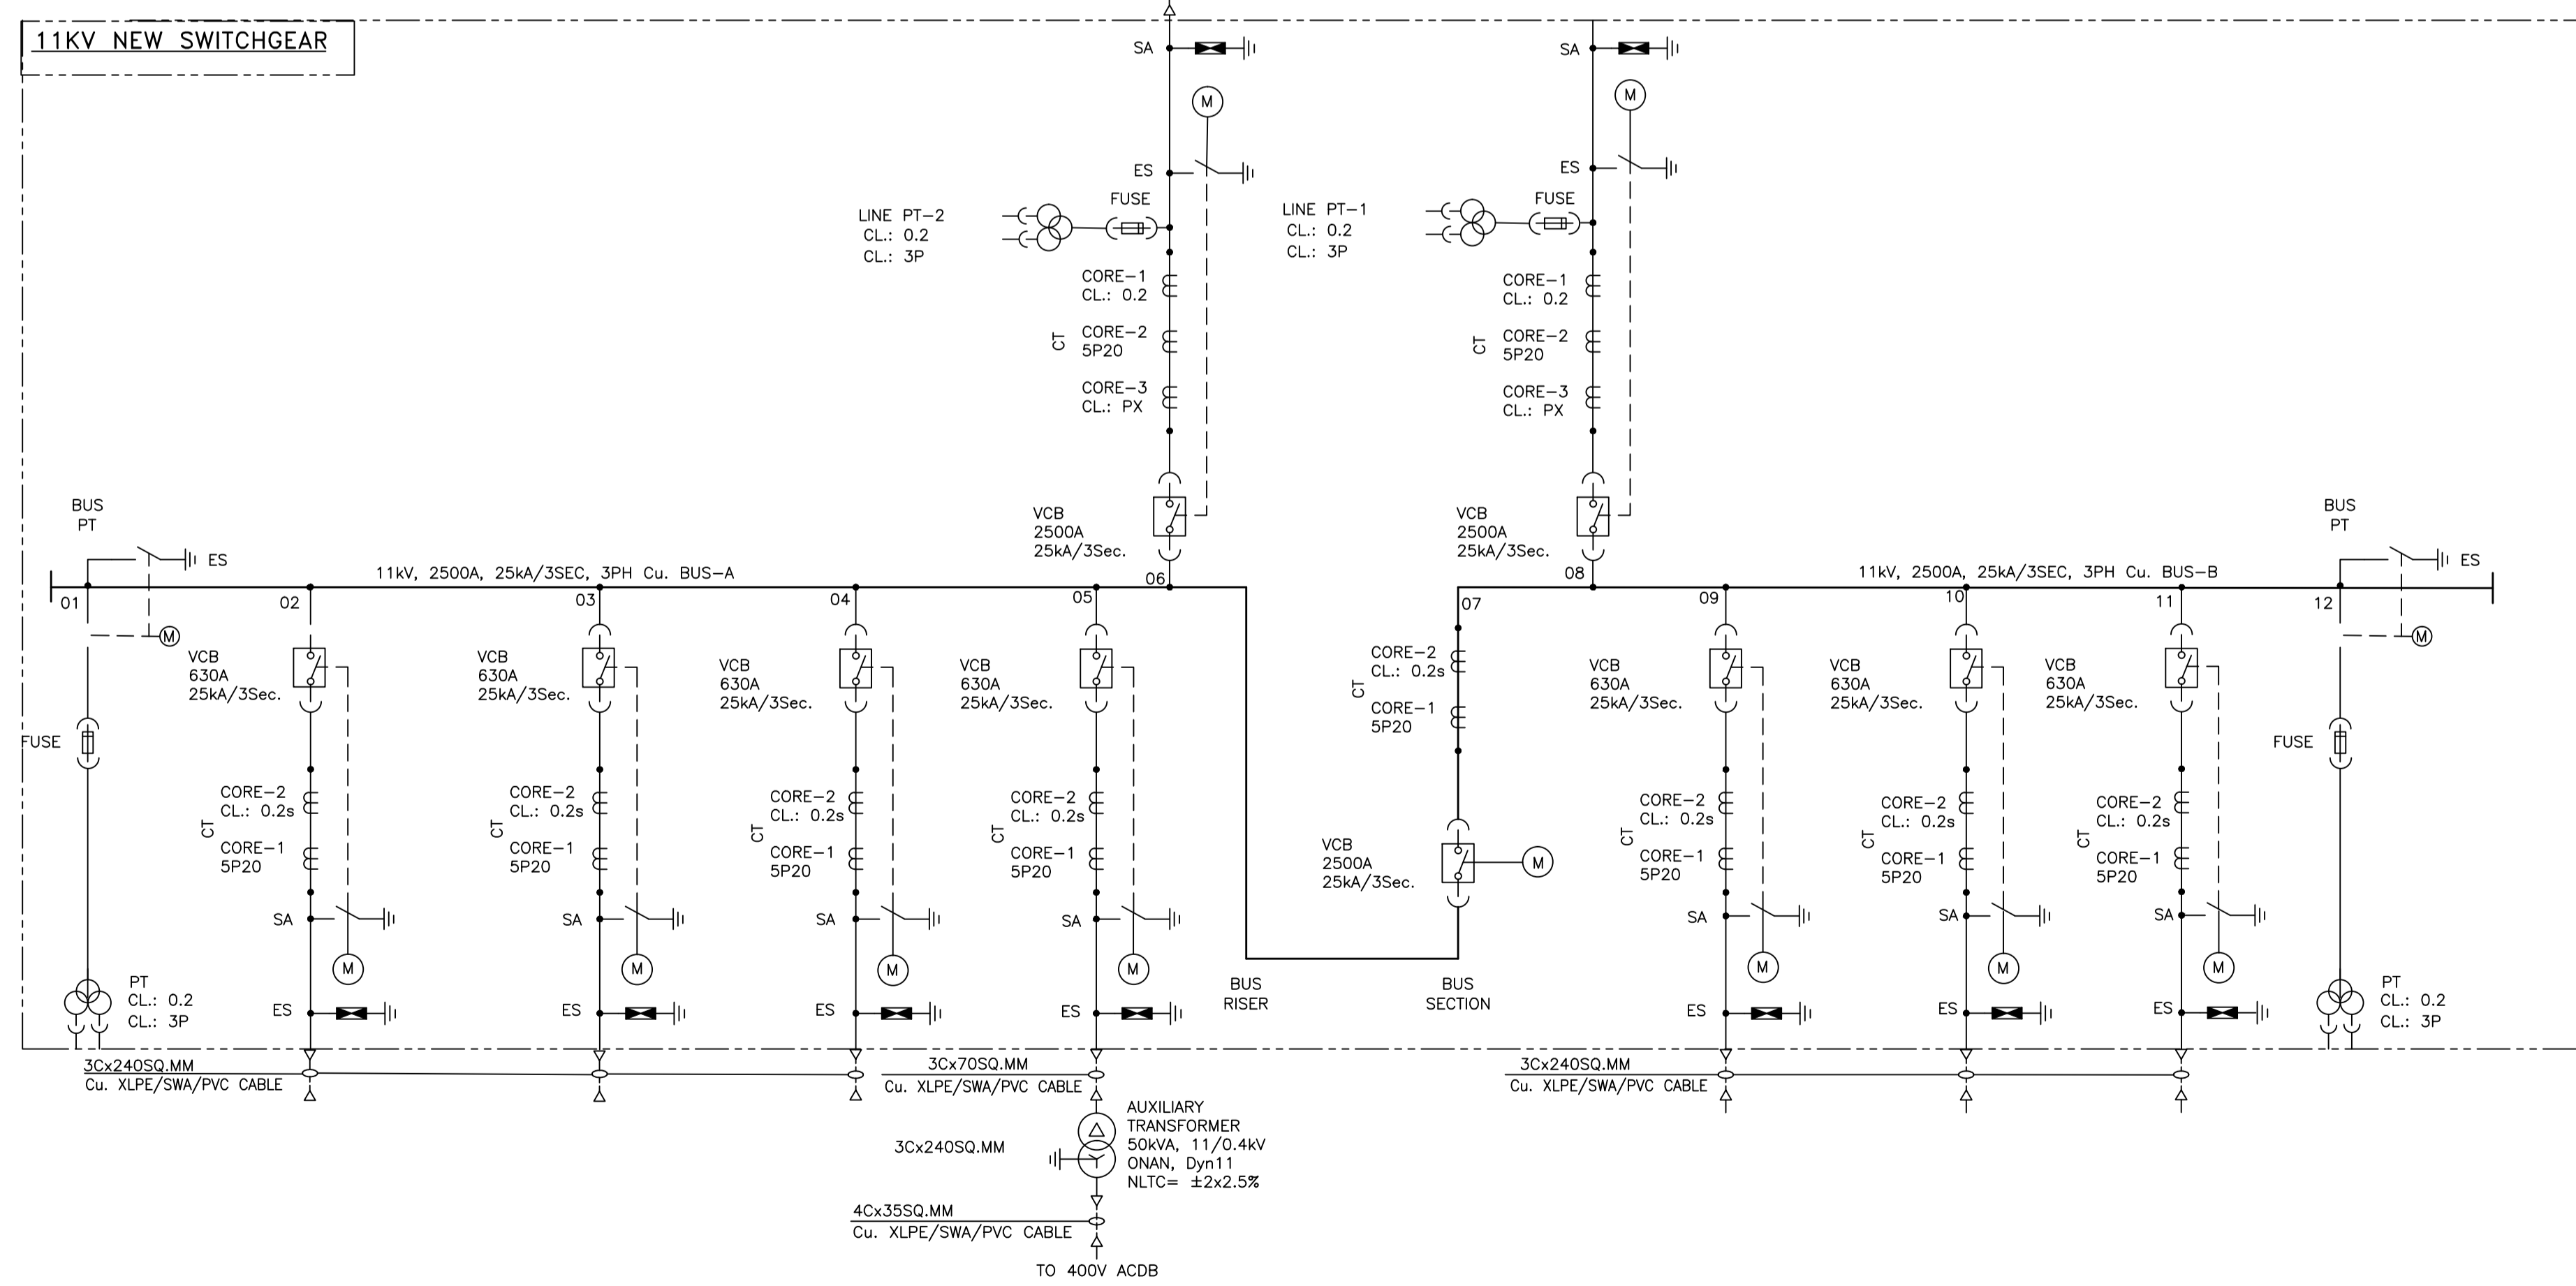 11KV NEW SWITCHGEAR
SA
M
ES
FUSE
LINE PT-2
CL.: 0.2
CL.: 3P
CORE-1
CL.: 0.2
CT
CORE-2
5P20
CORE-3
CL.: PX
VCB
2500A
25kA/3Sec.
06
SA
M
ES
FUSE
LINE PT-1
CL.: 0.2
CL.: 3P
CORE-1
CL.: 0.2
CT
CORE-2
5P20
CORE-3
CL.: PX
VCB
2500A
25kA/3Sec.
08
BUS
PT
ES
11kV, 2500A, 25kA/3SEC, 3PH Cu. BUS-A
01
M
FUSE
PT
CL.: 0.2
CL.: 3P
02
VCB
630A
25kA/3Sec.
CORE-2
CL.: 0.2s
CT
CORE-1
5P20
SA
M
ES
03
VCB
630A
25kA/3Sec.
CORE-2
CL.: 0.2s
CT
CORE-1
5P20
SA
M
ES
04
VCB
630A
25kA/3Sec.
CORE-2
CL.: 0.2s
CT
CORE-1
5P20
SA
M
ES
05
VCB
630A
25kA/3Sec.
CORE-2
CL.: 0.2s
CT
CORE-1
5P20
SA
M
ES
BUS
RISER
07
CORE-2
CL.: 0.2s
CT
CORE-1
5P20
VCB
2500A
25kA/3Sec.
M
BUS
SECTION
11kV, 2500A, 25kA/3SEC, 3PH Cu. BUS-B
09
VCB
630A
25kA/3Sec.
CORE-2
CL.: 0.2s
CT
CORE-1
5P20
SA
M
ES
10
VCB
630A
25kA/3Sec.
CORE-2
CL.: 0.2s
CT
CORE-1
5P20
SA
M
ES
11
VCB
630A
25kA/3Sec.
CORE-2
CL.: 0.2s
CT
CORE-1
5P20
SA
M
ES
BUS
PT
ES
12
M
FUSE
PT
CL.: 0.2
CL.: 3P
3Cx240SQ.MM
Cu. XLPE/SWA/PVC CABLE
3Cx70SQ.MM
Cu. XLPE/SWA/PVC CABLE
3Cx240SQ.MM
Cu. XLPE/SWA/PVC CABLE
3Cx240SQ.MM
AUXILIARY
TRANSFORMER
50kVA, 11/0.4kV
ONAN, Dyn11
NLTC= ±2x2.5%
4Cx35SQ.MM
Cu. XLPE/SWA/PVC CABLE
TO 400V ACDB